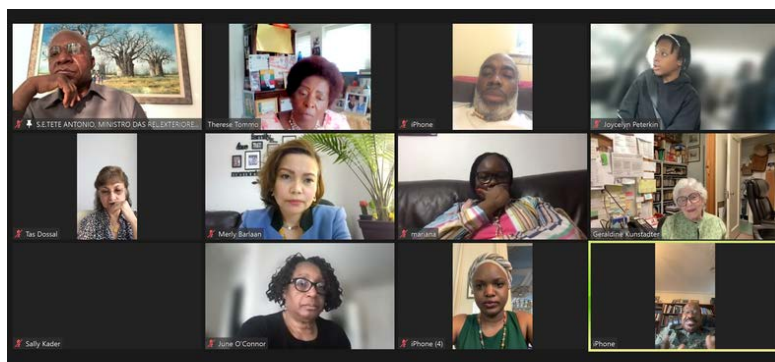 S.E.TETE ANTONIO, MINISTRO DAS REL.EXTERIORE...
Therese Tommo
iPhone
Joycelyn Peterkin
Tas Dossal
Merly Barlaan
mariana
Geraldine Kunstadter
Sally Kader
June O'Connor
iPhone (4)
iPhone